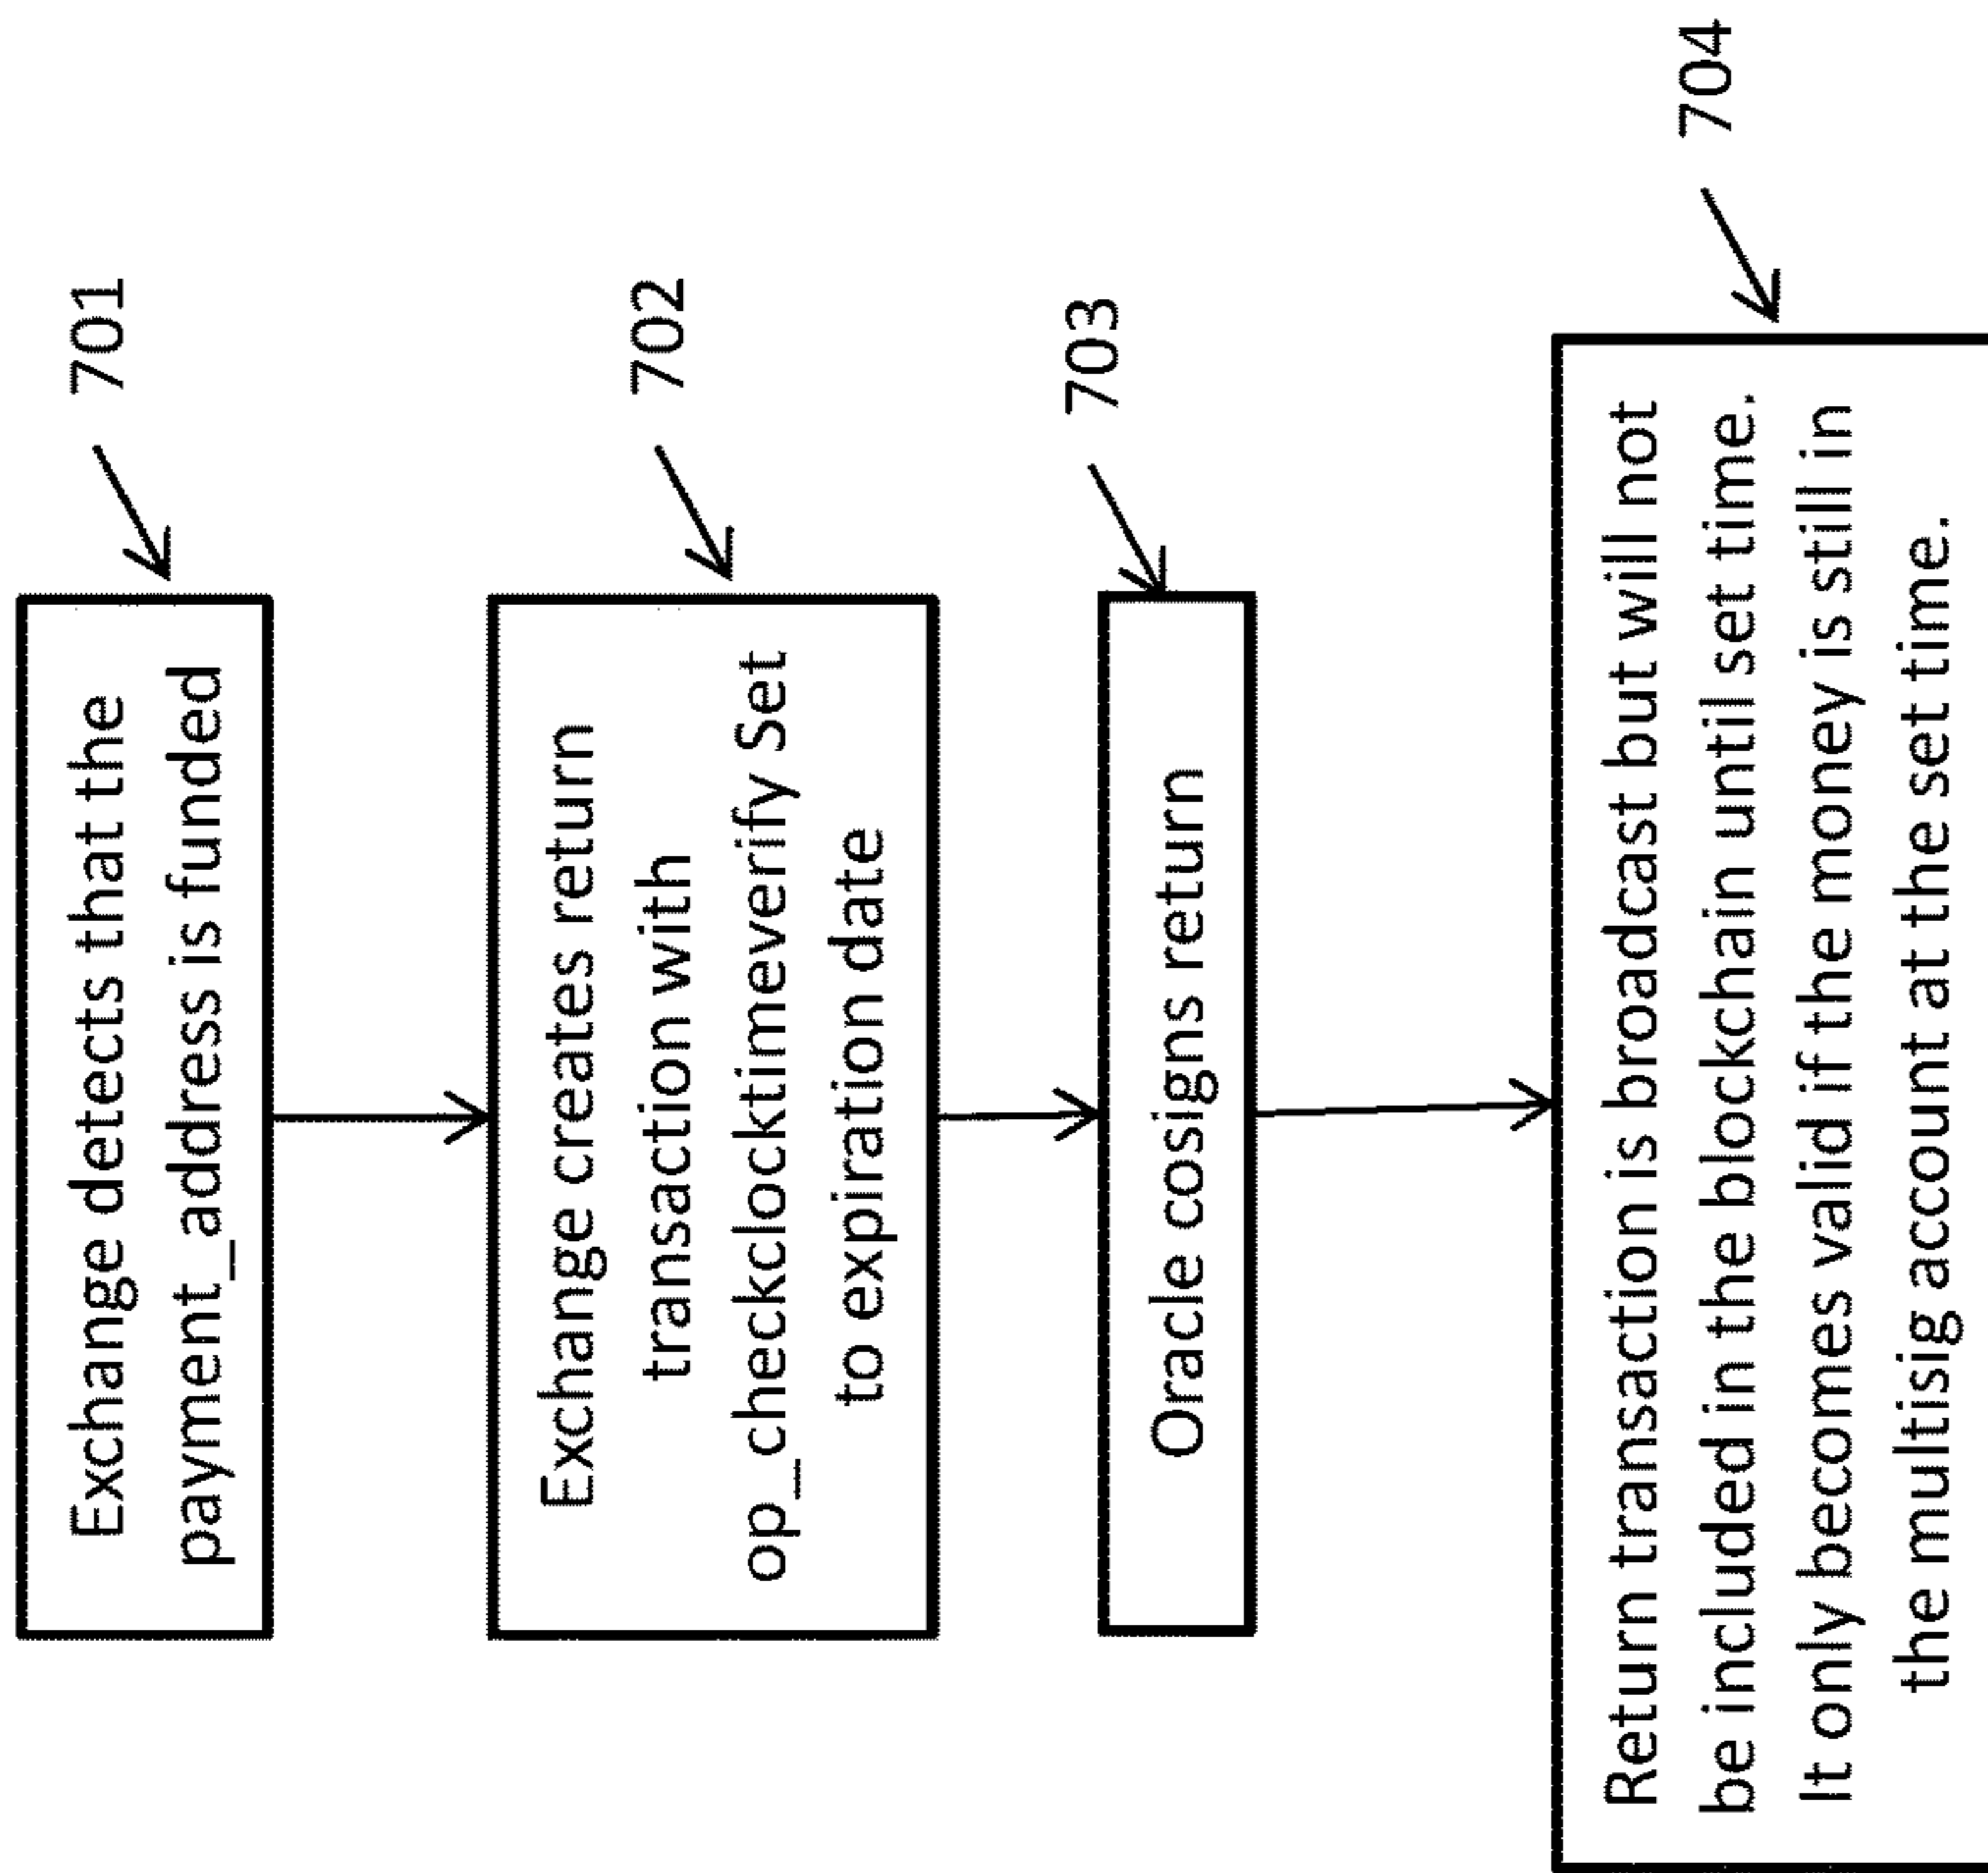 701
Exchange detects that the
payment_address is funded
702
Exchange creates return
transaction with
op_checkclocktimeverify Set
to expiration date
703
Oracle cosigns return
704
Return transaction is broadcast but will not
be included in the blockchain until set time.
It only becomes valid if the money is still in
the multisig account at the set time.